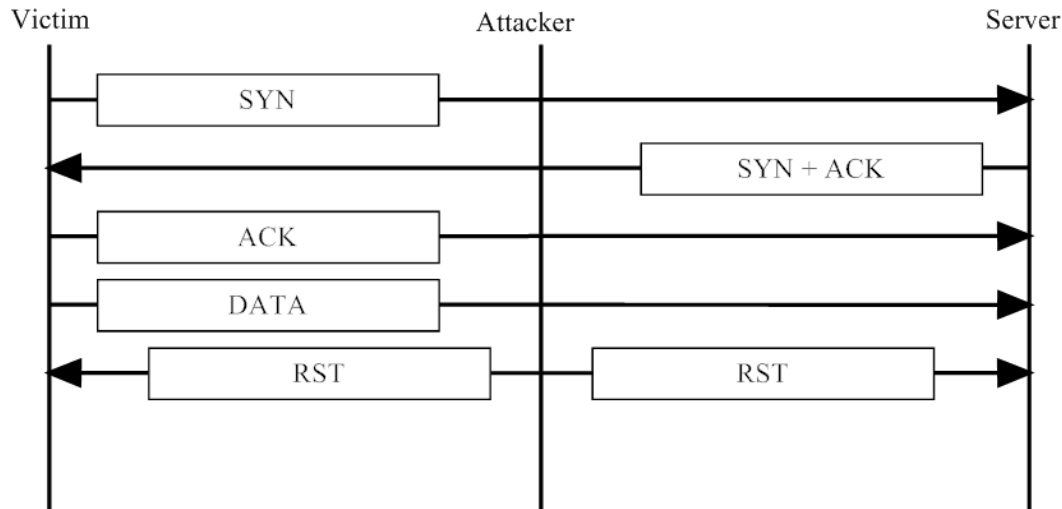 Victim
Attacker
Server
SYN
SYN + ACK
ACK
DATA
RST
RST